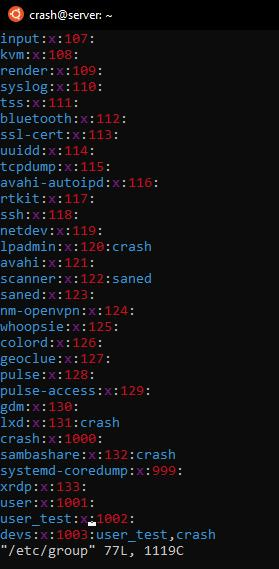 crash@server: ~
input:x:107:
kvm:x:108:
render:x:109:
syslog:x:110:
tss:x:111:
bluetooth:x:112:
ssl-cert:x:113:
uuidd:x:114:
tcpdump:x:115:
avahi-autoipd:x:116:
rtkit:x:117:
ssh:x:118:
netdev:x:119:
lpadmin:x:120:crash
avahi:x:121:
scanner:x:122:saned
saned:x:123:
nm-openvpn:x:124:
whoopsie:x:125:
colord:x:126:
geoclue:x:127:
pulse:x:128:
pulse-access:x:129:
gdm:x:130:
lxd:x:131:crash
crash:x:1000:
sambashare:x:132:crash
systemd-coredump:x:999:
xrdp:x:133:
user:x:1001:
user_test:x:1002:
devs:x:1003:user_test,crash
"/etc/group" 77L, 1119C